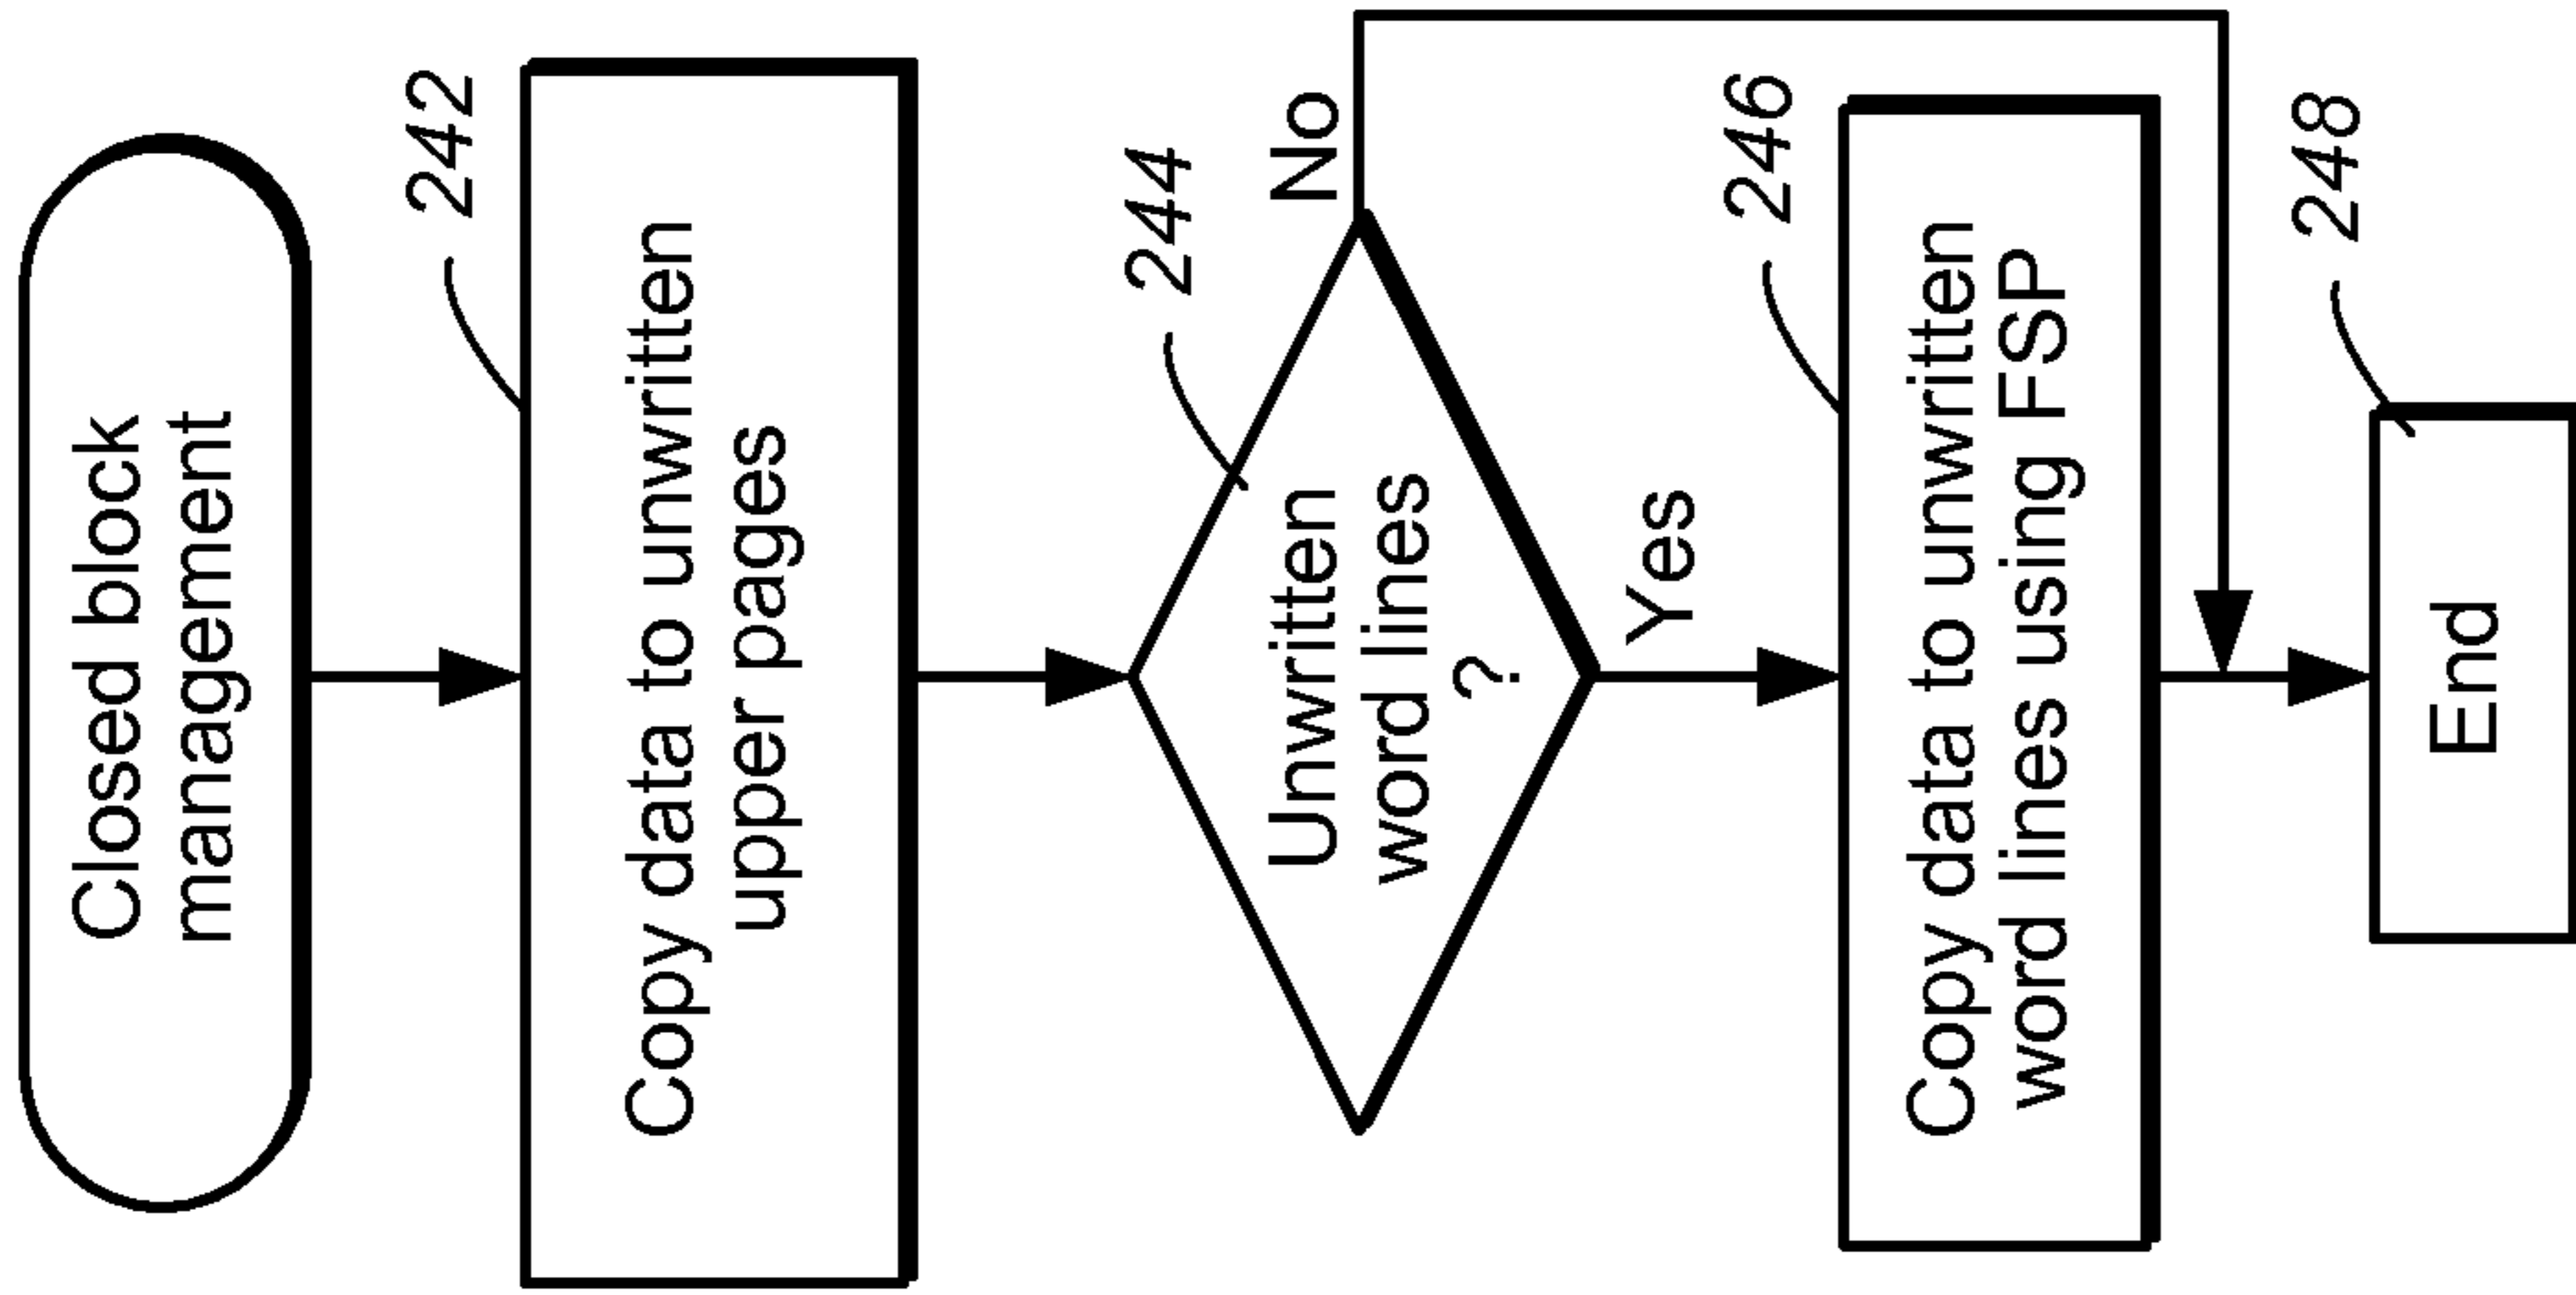 Closed block
management
242
Copy data to unwritten
upper pages
244
Unwritten
word lines
?
No
Yes
246
Copy data to unwritten
word lines using FSP
248
End